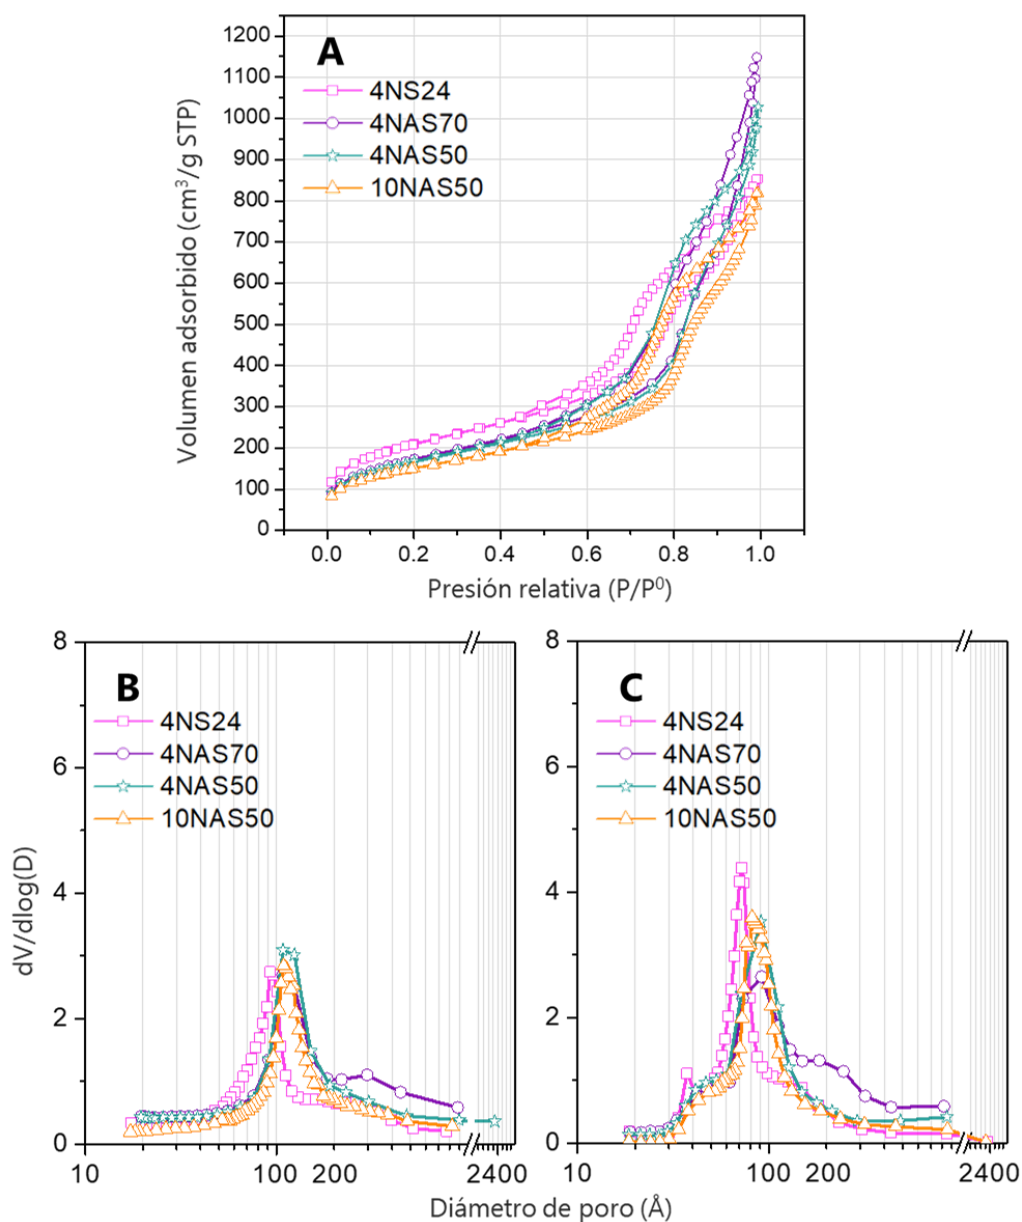 A
4NS24
4NAS70
4NAS50
10NAS50
1200
1100
1000
900
800
700
600
500
400
300
200
100
0
Volumen adsorbido (cm³/g STP)
0.0 0.2 0.4 0.6 0.8 1.0
Presión relativa (P/P⁰)
B
4NS24
4NAS70
4NAS50
10NAS50
8
6
4
2
0
dV/dlog(D)
10 100 200 2400
C
4NS24
4NAS70
4NAS50
10NAS50
8
6
4
2
0
10 100 200 2400
Diámetro de poro (Å)